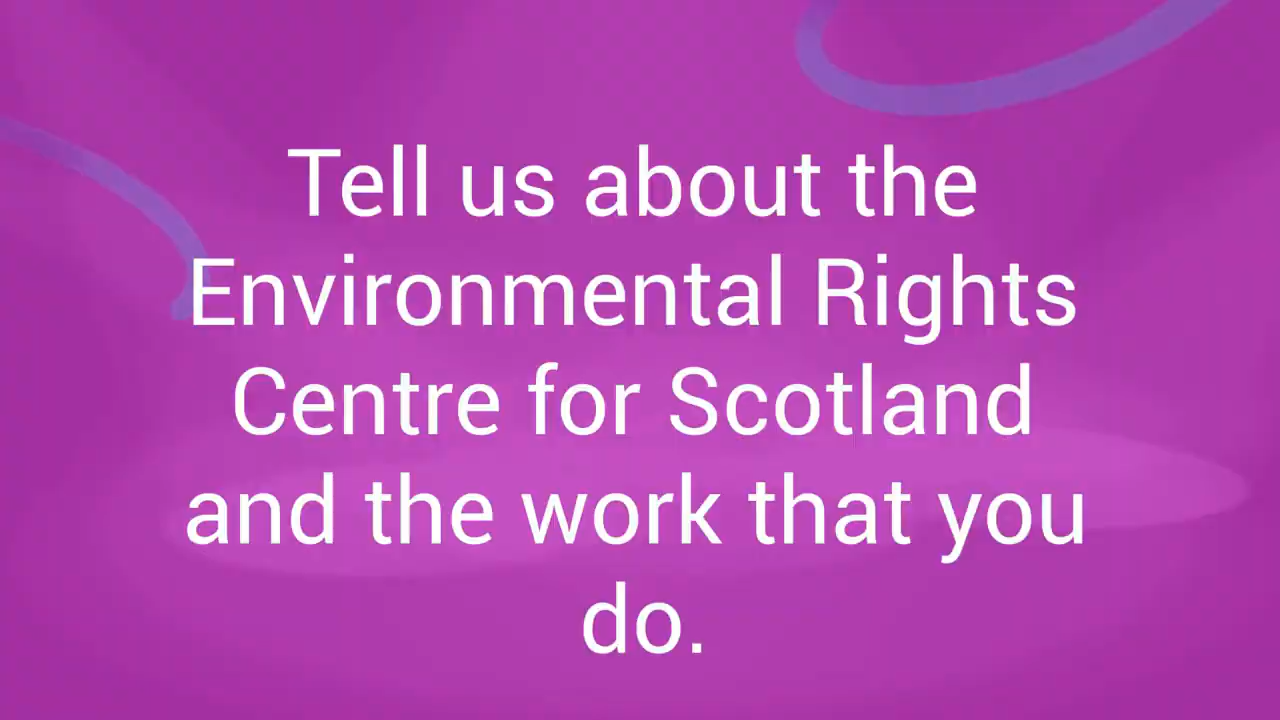 Tell us about the
Environmental Rights
Centre for Scotland
and the work that you
do.